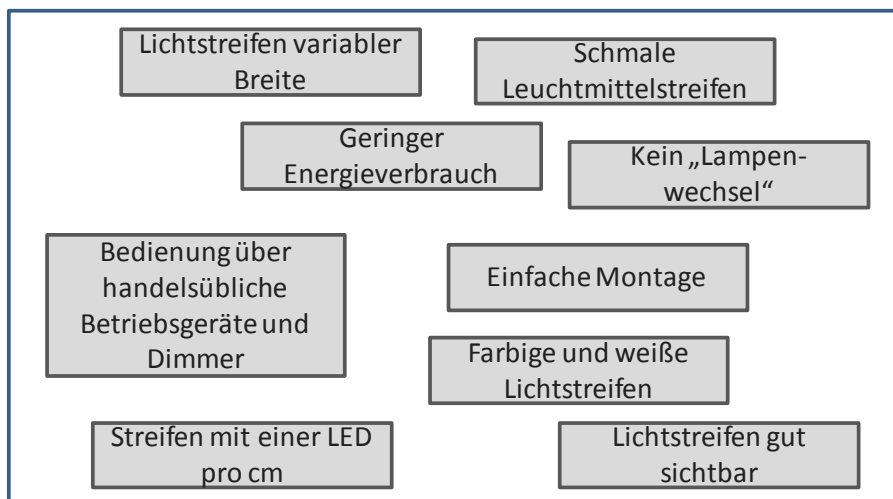 Lichtstreifen variabler
Breite
Schmale
Leuchtmittelstreifen
Geringer
Energieverbrauch
Kein „Lampen-
wechsel“
Bedienung über
handelsübliche
Betriebsgeräte und
Dimmer
Einfache Montage
Farbige und weiße
Lichtstreifen
Streifen mit einer LED
pro cm
Lichtstreifen gut
sichtbar